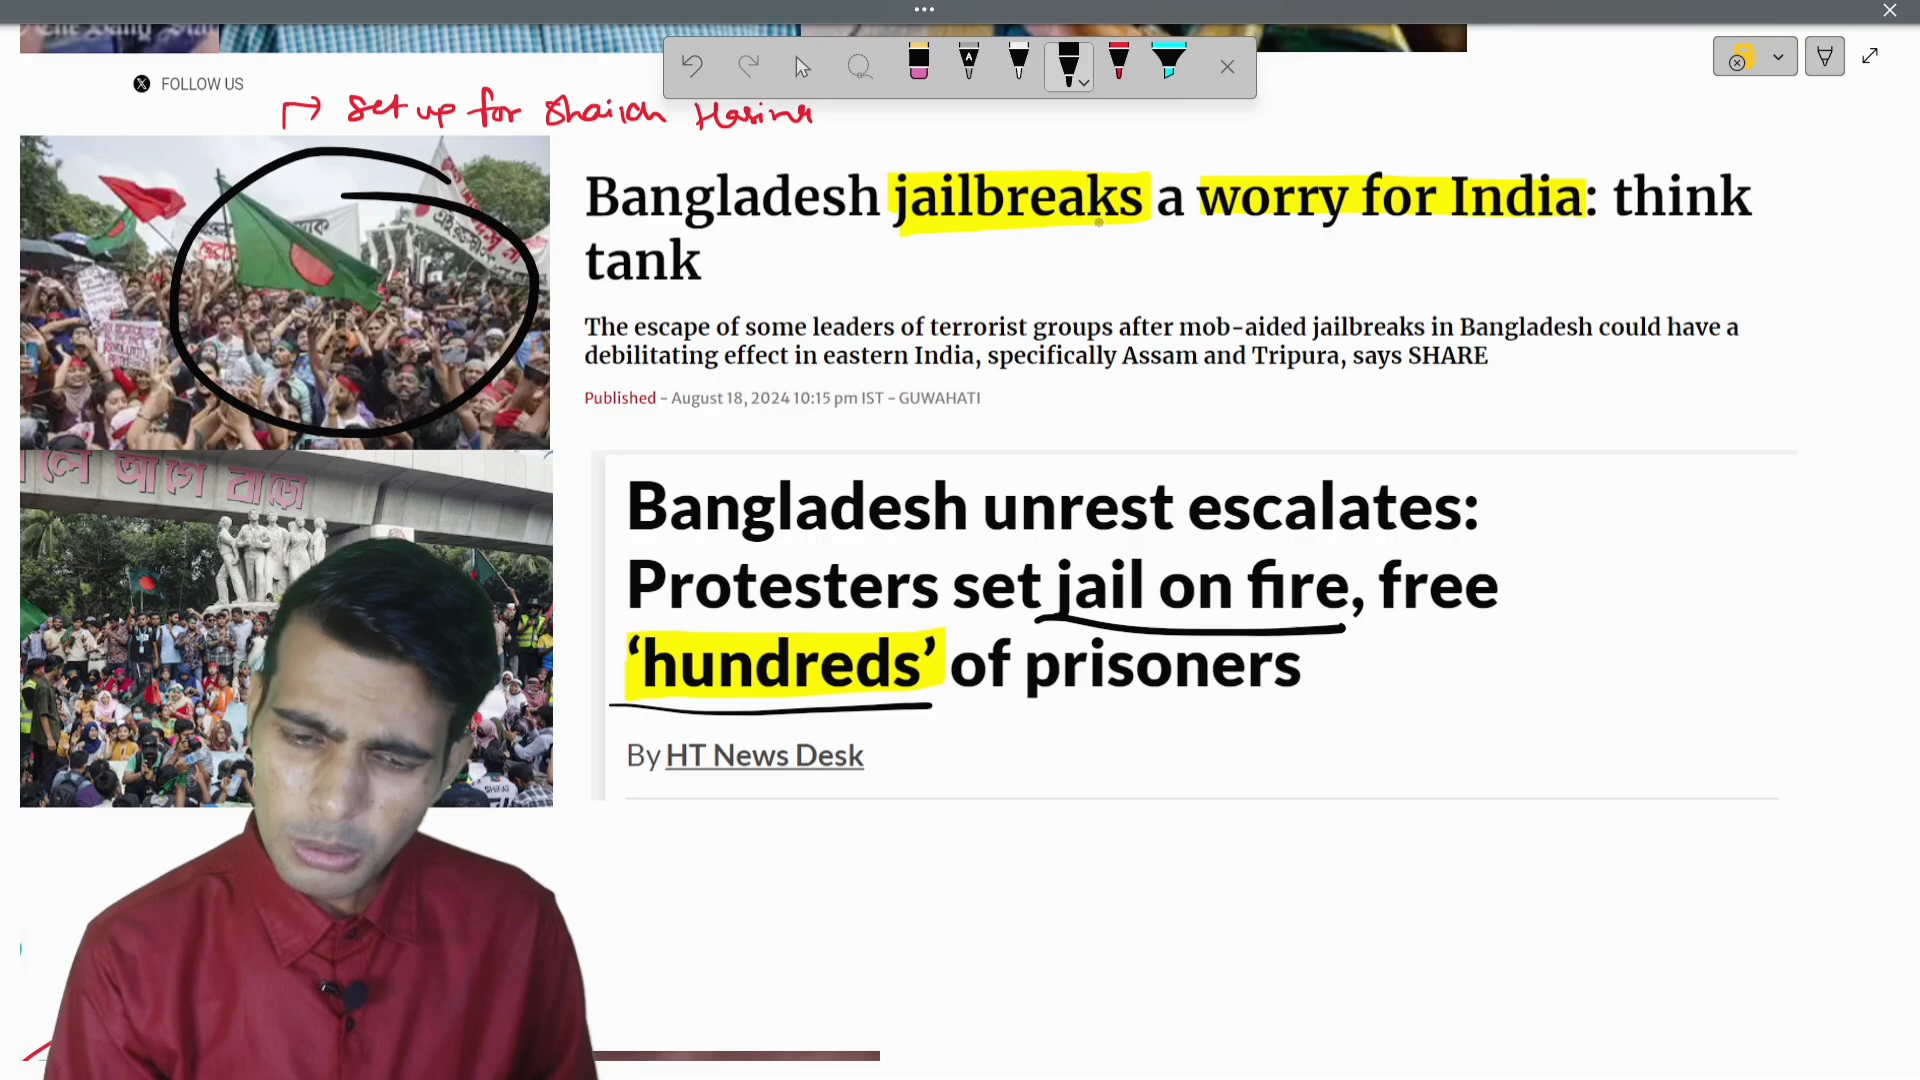 FOLLOW US
set up for Shaikh Hasina
Bangladesh jailbreaks a worry for India: think
tank
The escape of some leaders of terrorist groups after mob-aided jailbreaks in Bangladesh could have a
debilitating effect in eastern India, specifically Assam and Tripura, says SHARE
Published - August 18, 2024 10:15 pm IST - GUWAHATI
লে আগে বাড়ো
Bangladesh unrest escalates:
Protesters set jail on fire, free
‘hundreds’ of prisoners
By HT News Desk
SHIFAT